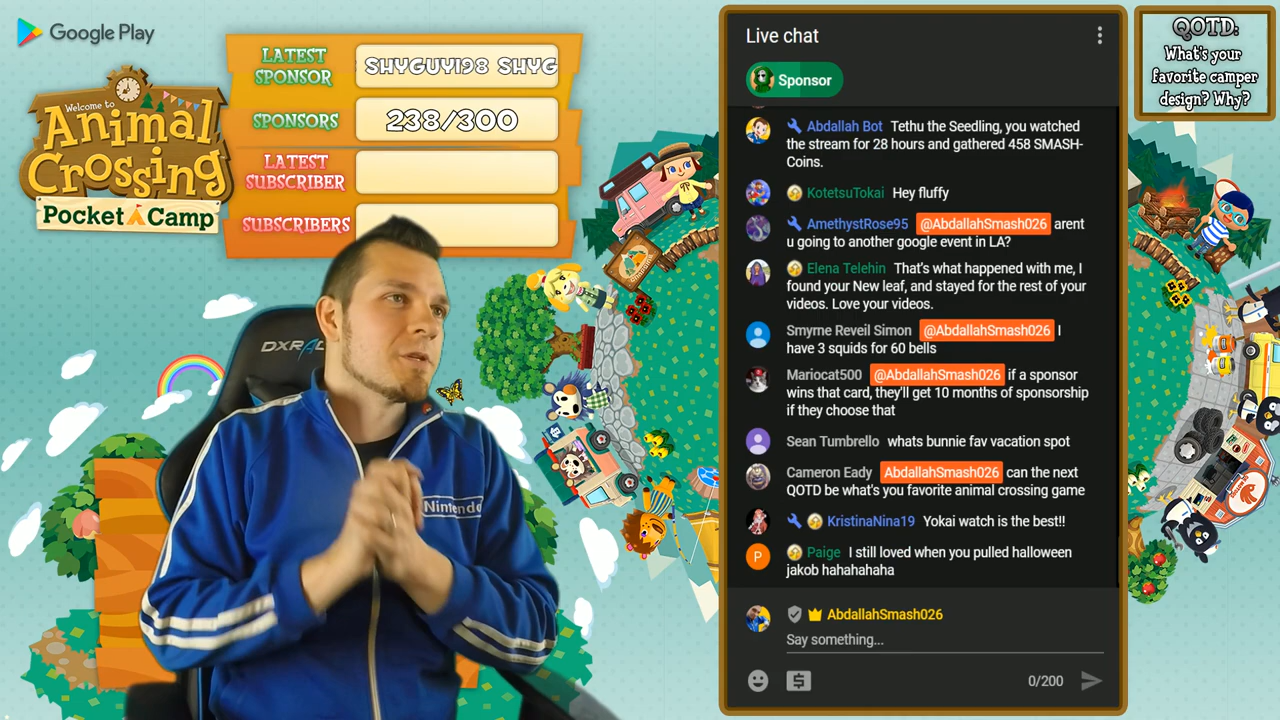 Google Play
Welcome to
Animal
Crossing
Pocket Camp
LATEST
SPONSOR
SHYGUY198 SHYG
SPONSORS
238/300
LATEST
SUBSCRIBER
SUBSCRIBERS
DXRA
Nintendo
Live chat
Sponsor
Abdallah Bot Tethu the Seedling, you watched
the stream for 28 hours and gathered 458 SMASH-
Coins.
KotetsuTokai Hey fluffy
AmethystRose95 @AbdallahSmash026 arent
u going to another google event in LA?
Elena Telehin That's what happened with me, I
found your New leaf, and stayed for the rest of your
videos. Love your videos.
Smyrne Reveil Simon @AbdallahSmash026 I
have 3 squids for 60 bells
Mariocat500 @AbdallahSmash026 if a sponsor
wins that card, they'll get 10 months of sponsorship
if they choose that
Sean Tumbrello whats bunnie fav vacation spot
Cameron Eady AbdallahSmash026 can the next
QOTD be what's you favorite animal crossing game
KristinaNina19 Yokai watch is the best!!
P
Paige I still loved when you pulled halloween
jakob hahahahaha
AbdallahSmash026
Say something...
0/200
QOTD:
What's your
favorite camper
design? Why?